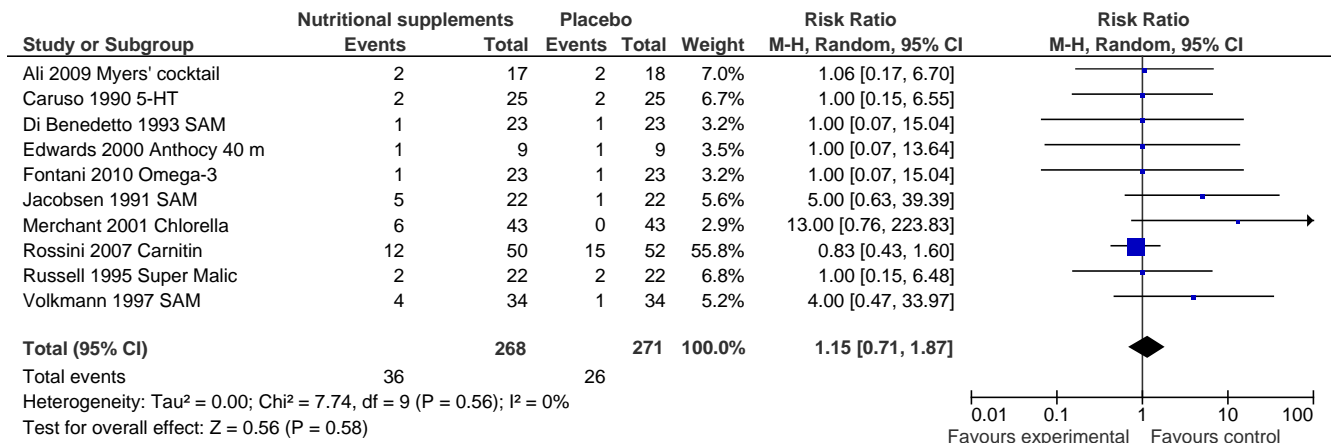 Nutritional supplements Placebo Risk Ratio Risk Ratio
Study or Subgroup Events Total Events Total Weight M-H, Random, 95% CI M-H, Random, 95% CI
Ali 2009 Myers' cocktail 2 17 2 18 7.0% 1.06 [0.17, 6.70]
Caruso 1990 5-HT 2 25 2 25 6.7% 1.00 [0.15, 6.55]
Di Benedetto 1993 SAM 1 23 1 23 3.2% 1.00 [0.07, 15.04]
Edwards 2000 Anthocy 40 m 1 9 1 9 3.5% 1.00 [0.07, 13.64]
Fontani 2010 Omega-3 1 23 1 23 3.2% 1.00 [0.07, 15.04]
Jacobsen 1991 SAM 5 22 1 22 5.6% 5.00 [0.63, 39.39]
Merchant 2001 Chlorella 6 43 0 43 2.9% 13.00 [0.76, 223.83]
Rossini 2007 Carnitin 12 50 15 52 55.8% 0.83 [0.43, 1.60]
Russell 1995 Super Malic 2 22 2 22 6.8% 1.00 [0.15, 6.48]
Volkmann 1997 SAM 4 34 1 34 5.2% 4.00 [0.47, 33.97]
Total (95% CI) 268 271 100.0% 1.15 [0.71, 1.87]
Total events 36 26
Heterogeneity: Tau² = 0.00; Chi² = 7.74, df = 9 (P = 0.56); I² = 0%
Test for overall effect: Z = 0.56 (P = 0.58)
0.01 0.1 1 10 100
Favours experimental Favours control